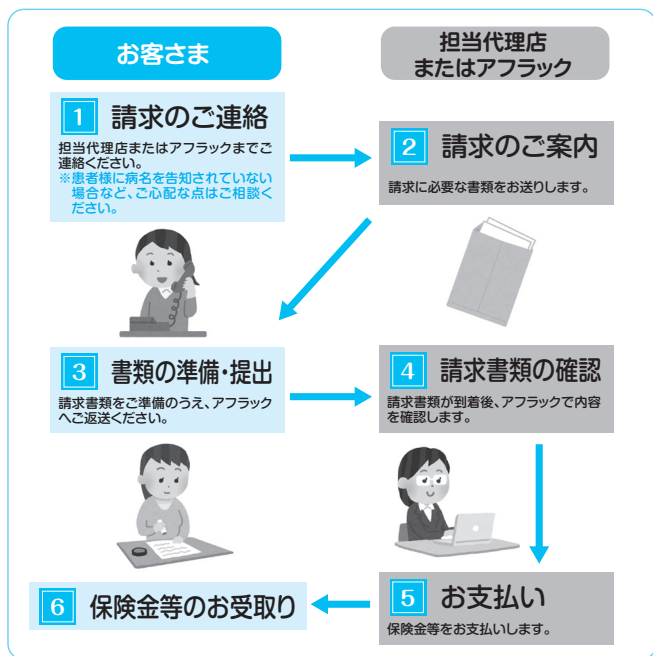 お客さま
担当代理店
またはアフラック
1 請求のご連絡
担当代理店またはアフラックまでご
連絡ください。
※患者様に病名を告知されていない
場合など、ご心配な点はご相談く
ださい。
2 請求のご案内
請求に必要な書類をお送りします。
3 書類の準備・提出
請求書類をご準備のうえ、アフラック
へご返送ください。
4 請求書類の確認
請求書類が到着後、アフラックで内容
を確認します。
5 お支払い
保険金等をお支払いします。
6 保険金等のお受取り